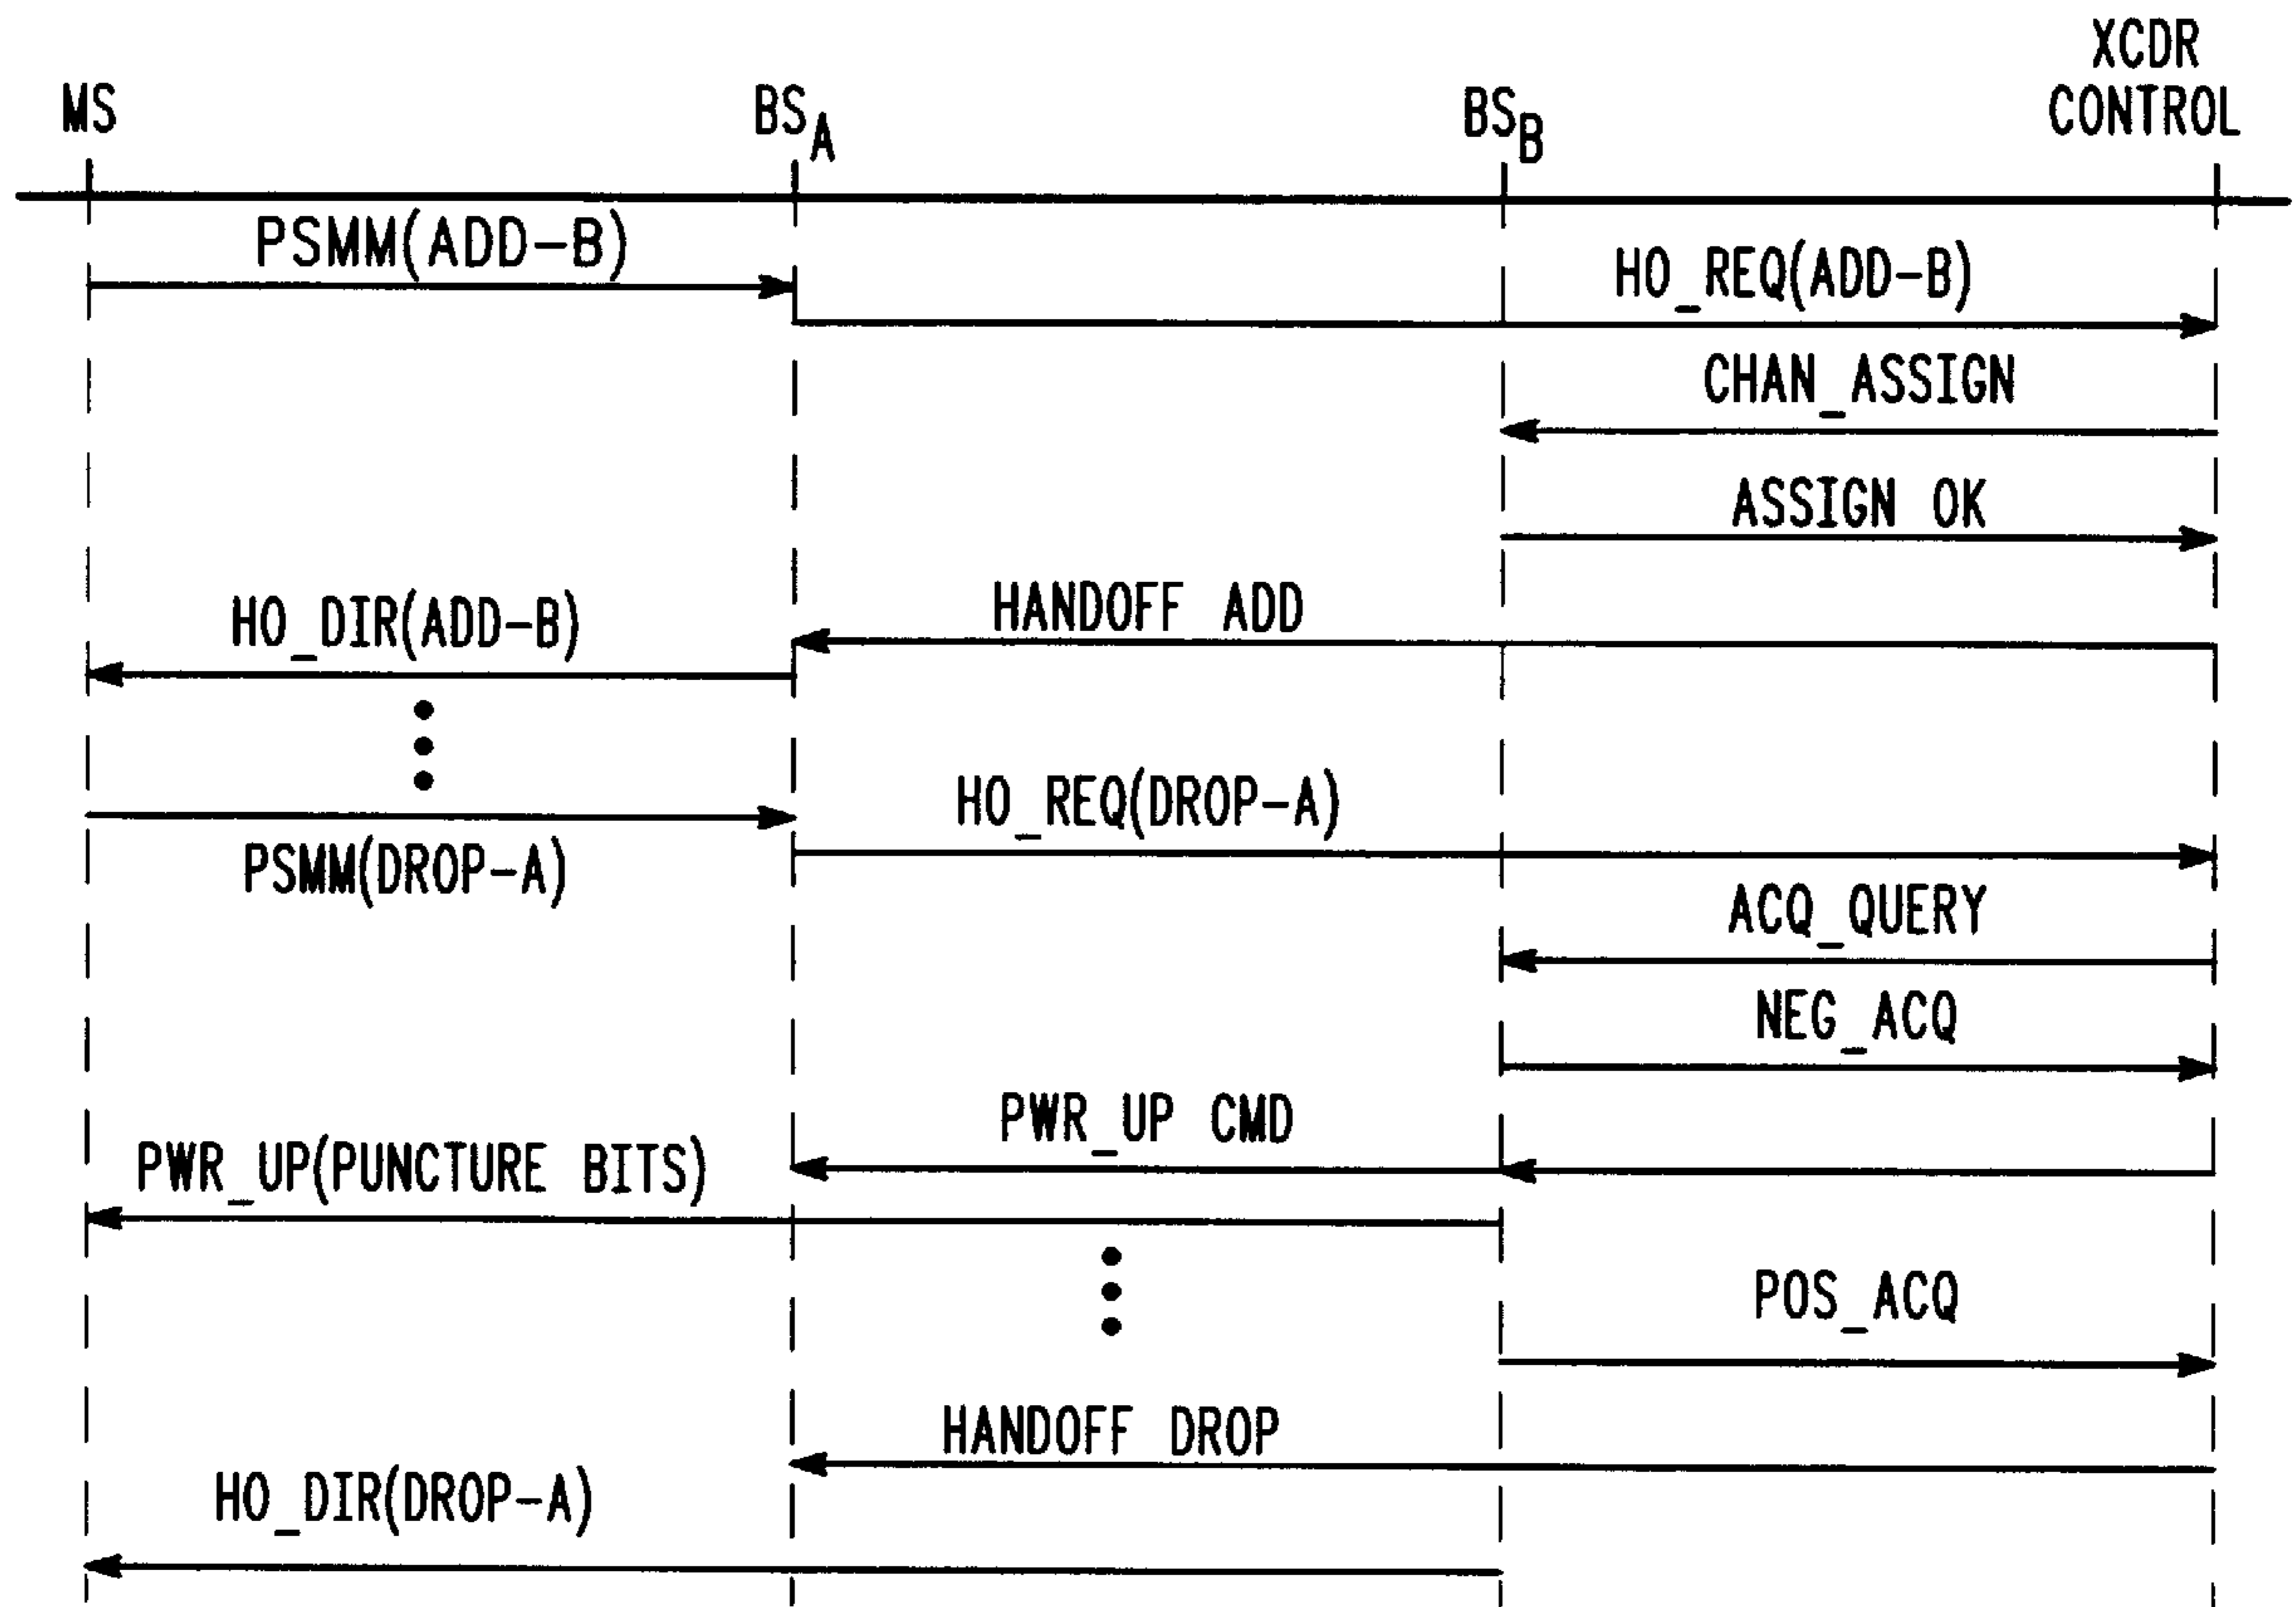 MS
BSA
BSB
XCDR
CONTROL
PSMM(ADD-B)
HO_REQ(ADD-B)
CHAN_ASSIGN
ASSIGN OK
HANDOFF ADD
HO_DIR(ADD-B)
HO_REQ(DROP-A)
PSMM(DROP-A)
ACQ_QUERY
NEG_ACQ
PWR_UP CMD
PWR_UP(PUNCTURE BITS)
POS_ACQ
HANDOFF DROP
HO_DIR(DROP-A)